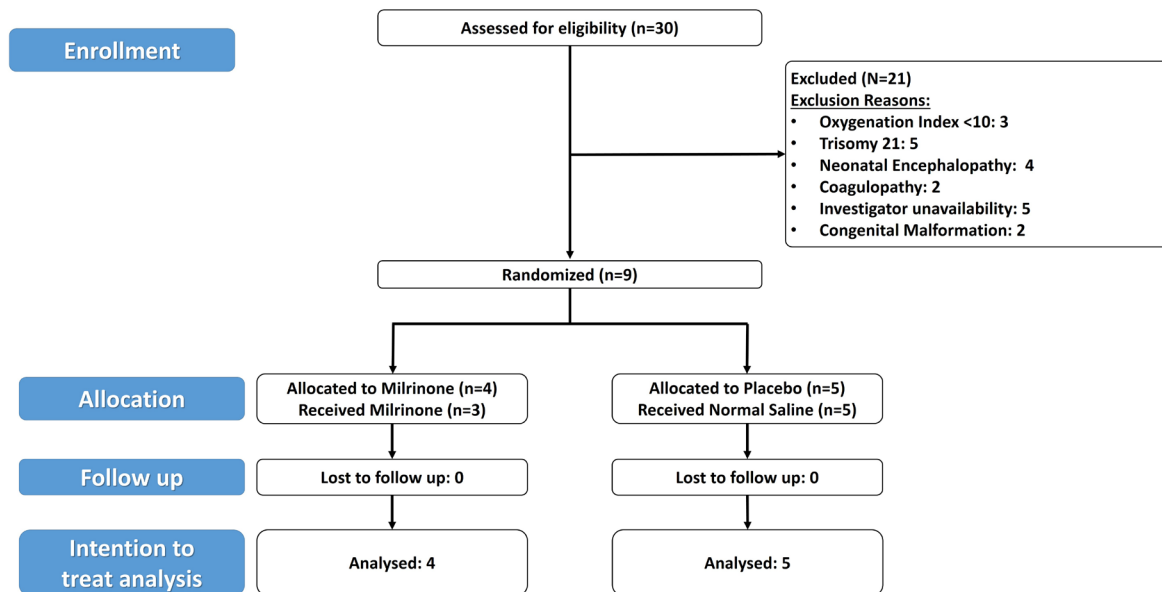 Enrollment
Assessed for eligibility (n=30)
Excluded (N=21)
Exclusion Reasons:
• Oxygenation Index <10: 3
• Trisomy 21: 5
• Neonatal Encephalopathy:  4
• Coagulopathy: 2
• Investigator unavailability: 5
• Congenital Malformation: 2
Randomized (n=9)
Allocation
Allocated to Milrinone (n=4)
Received Milrinone (n=3)
Allocated to Placebo (n=5)
Received Normal Saline (n=5)
Follow up
Lost to follow up: 0
Lost to follow up: 0
Intention to
treat analysis
Analysed: 4
Analysed: 5